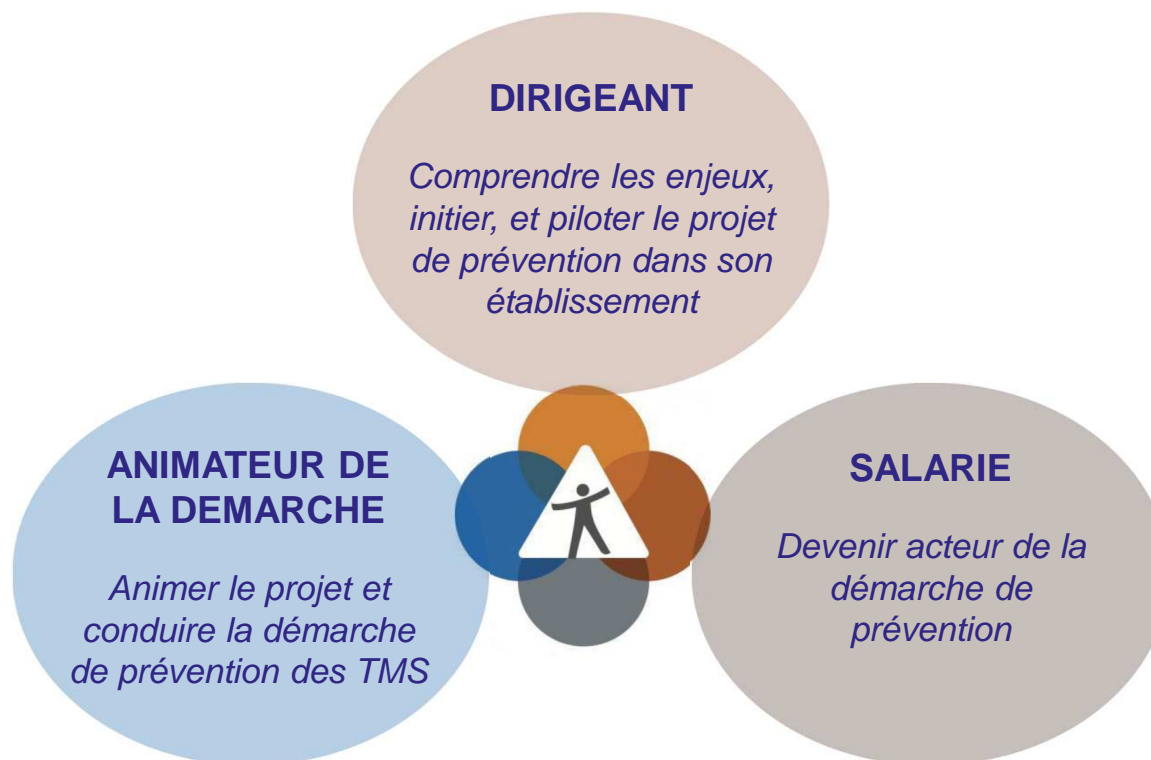 DIRIGEANT
Comprendre les enjeux,
initier, et piloter le projet
de prévention dans son
établissement
ANIMATEUR DE
LA DEMARCHE
Animer le projet et
conduire la démarche
de prévention des TMS
SALARIE
Devenir acteur de la
démarche de
prévention